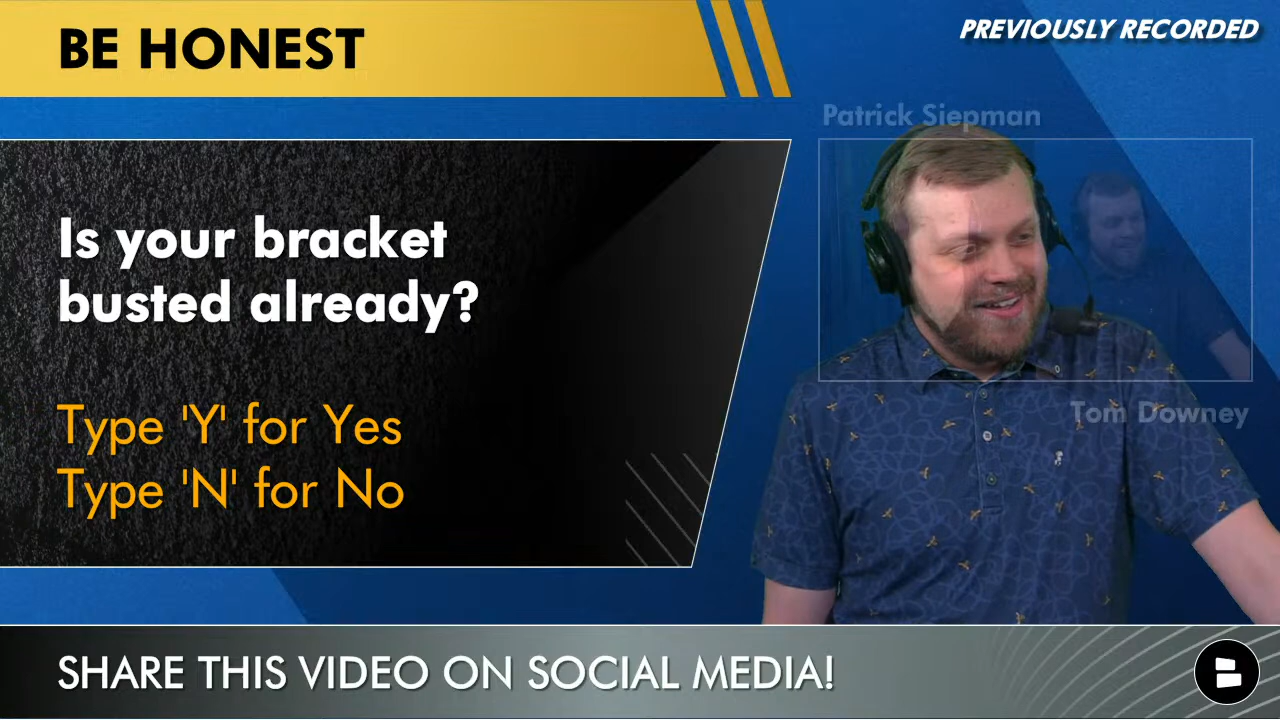 BE HONEST
PREVIOUSLY RECORDED
Patrick Siepman
Is your bracket
busted already?
Type 'Y' for Yes
Type 'N' for No
Tom Downey
SHARE THIS VIDEO ON SOCIAL MEDIA!